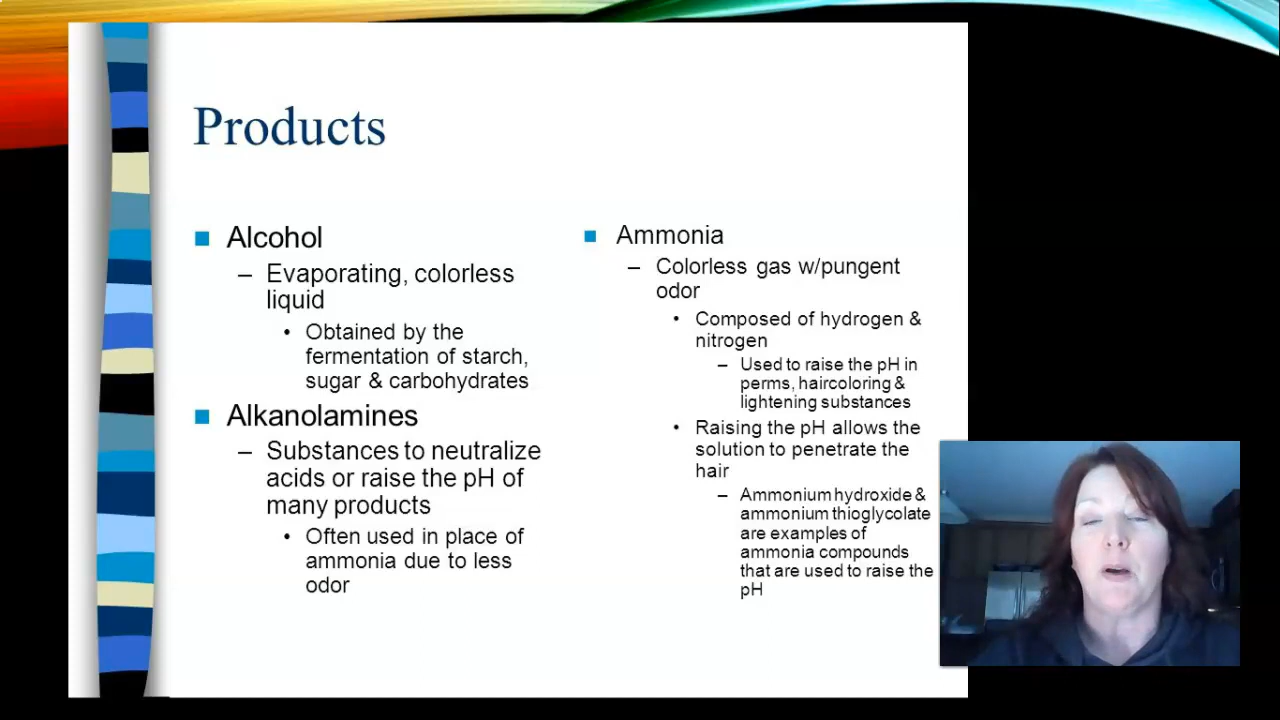 Products
Alcohol
– Evaporating, colorless
liquid
• Obtained by the
fermentation of starch,
sugar & carbohydrates
Alkanolamines
– Substances to neutralize
acids or raise the pH of
many products
• Often used in place of
ammonia due to less
odor
Ammonia
– Colorless gas w/pungent
odor
• Composed of hydrogen &
nitrogen
– Used to raise the pH in
perms, haircoloring &
lightening substances
• Raising the pH allows the
solution to penetrate the
hair
– Ammonium hydroxide &
ammonium thioglycolate
are examples of
ammonia compounds
that are used to raise the
pH